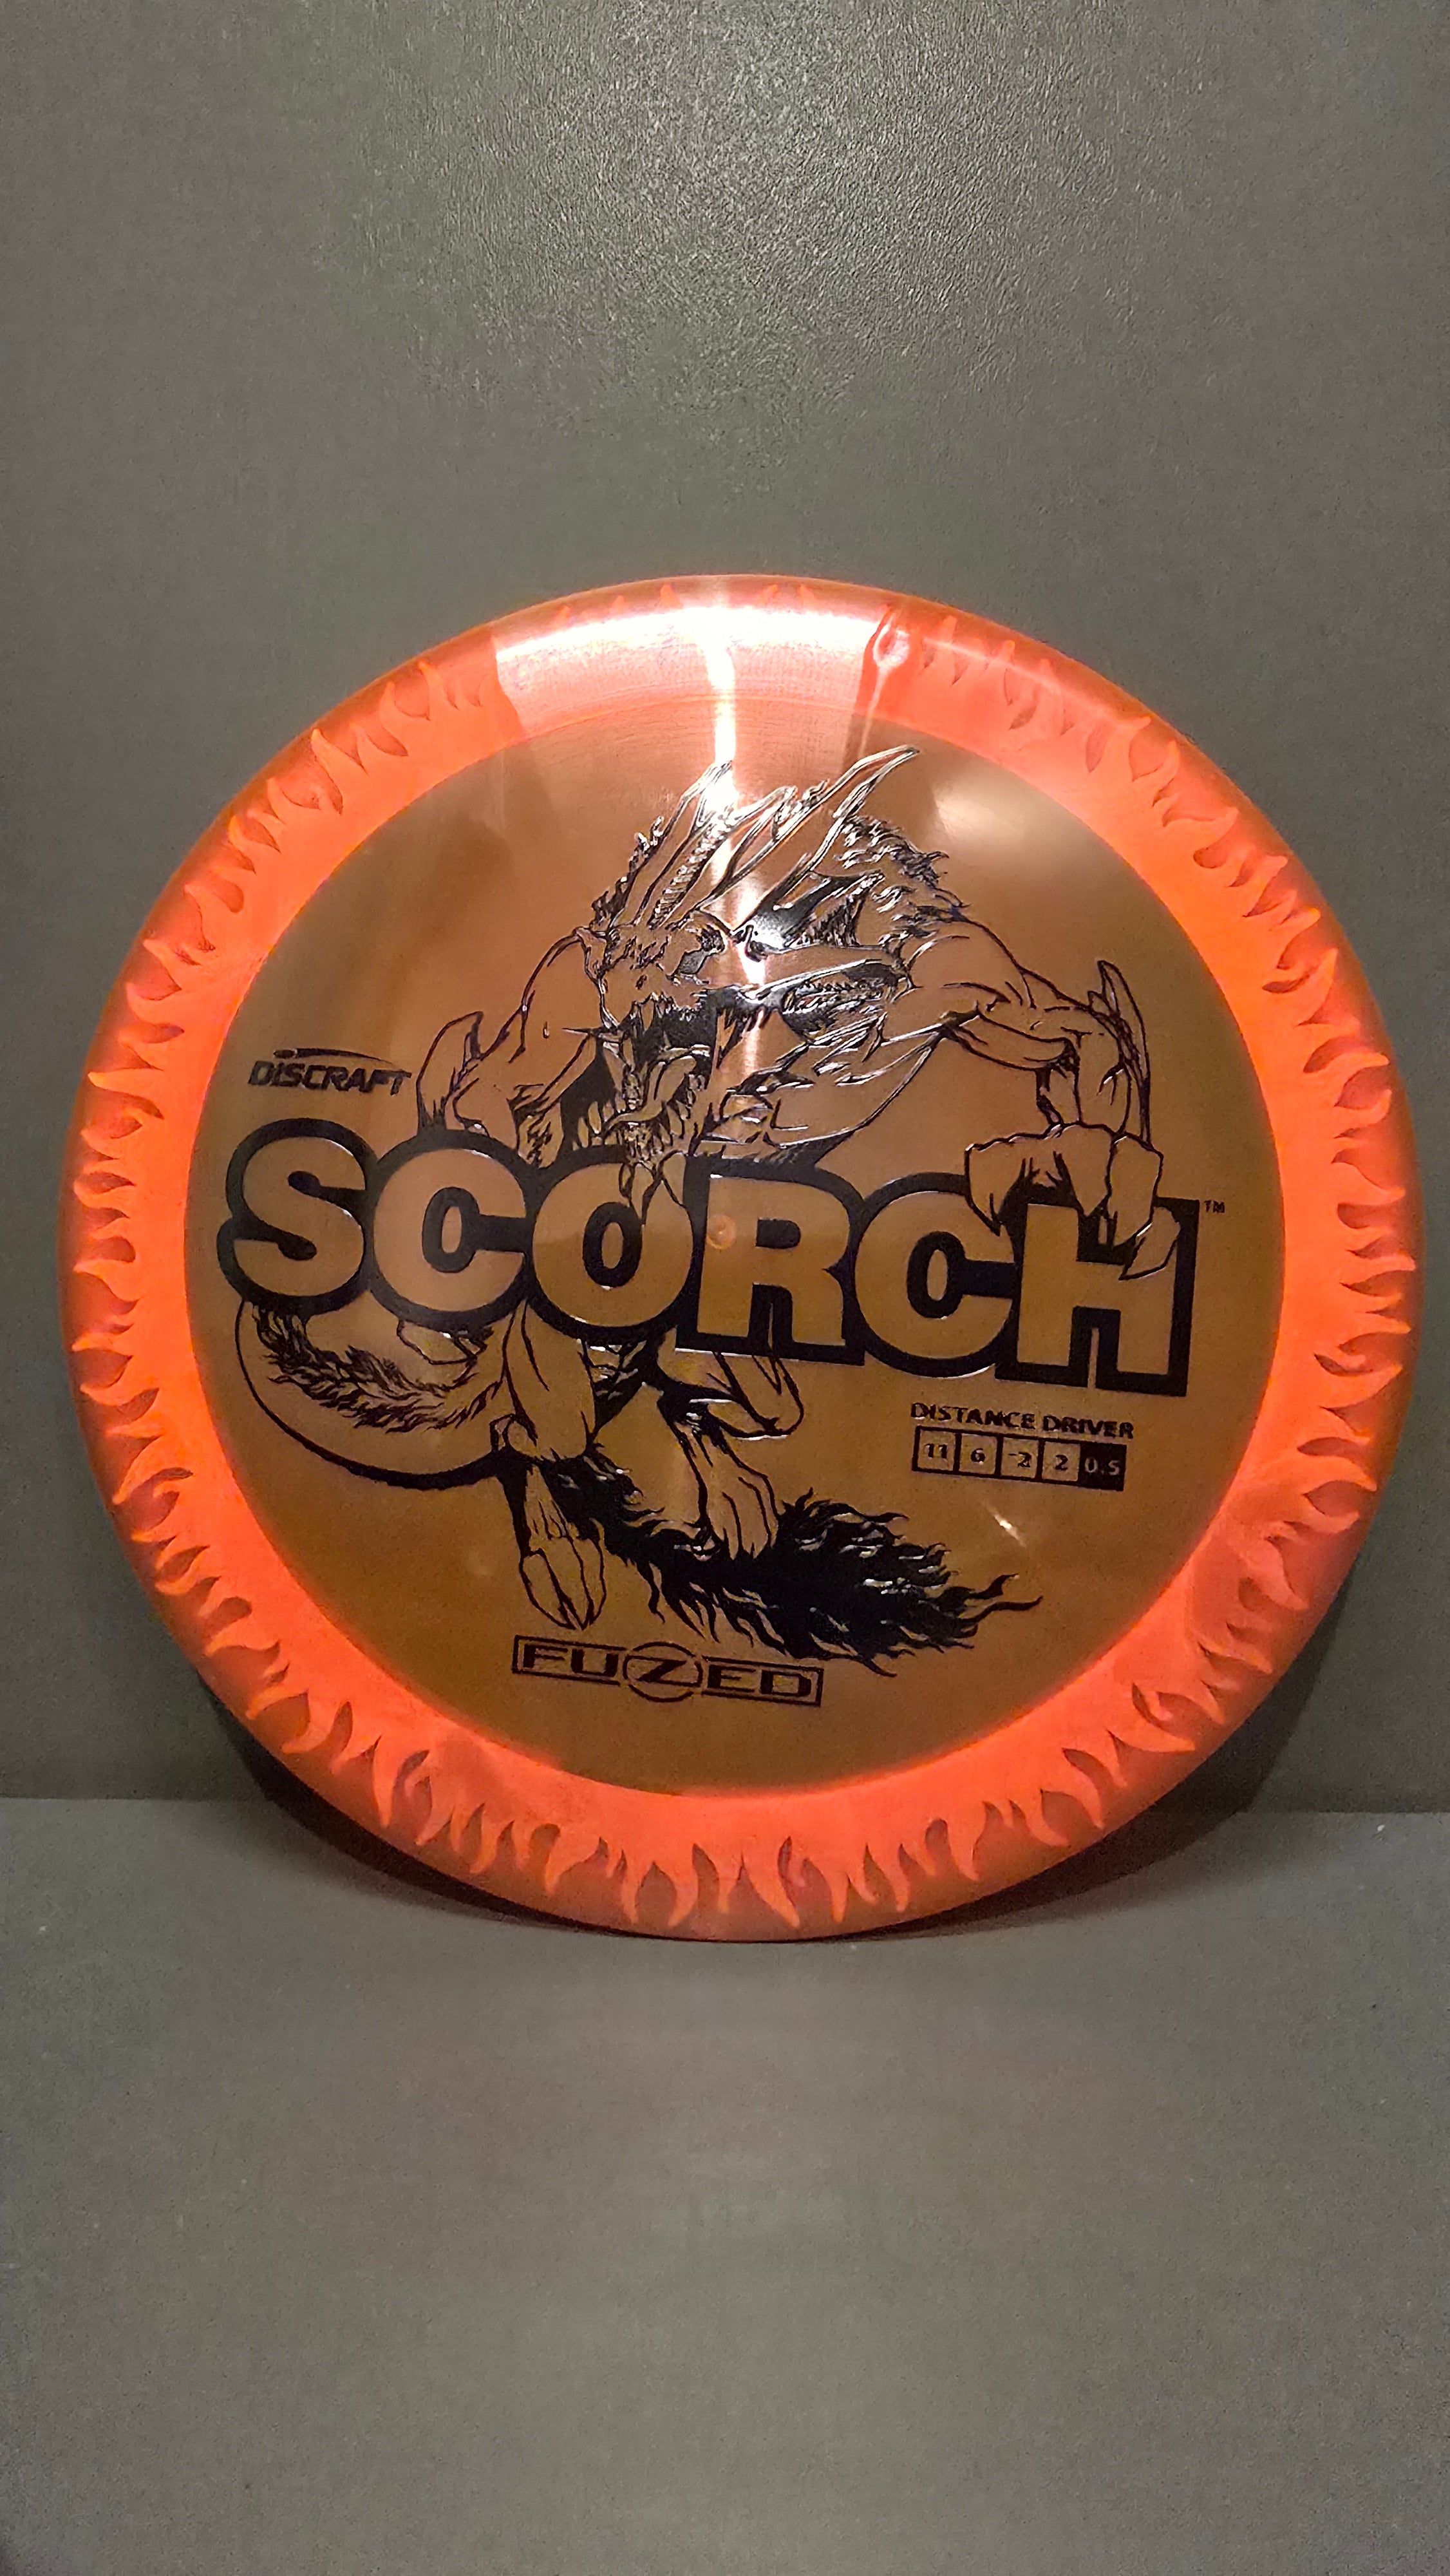 DISCRAFT
SCORCH™
DISTANCE DRIVER
11 6 -2 2 0.5
FUZED